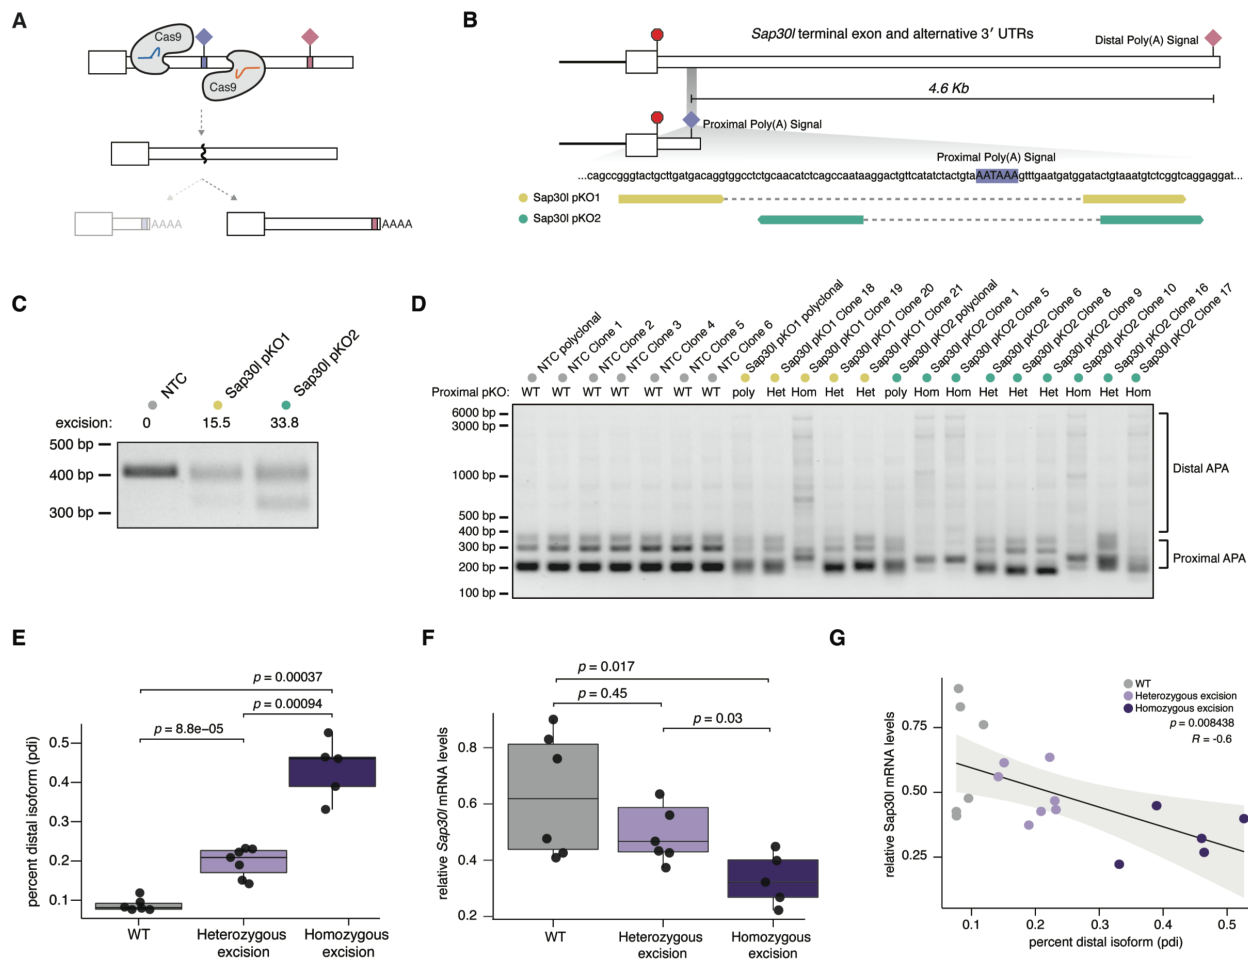 A
Cas9
Cas9
AAAA
AAAA
B
Sap30l terminal exon and alternative 3′ UTRs
Distal Poly(A) Signal
4.6 Kb
Proximal Poly(A) Signal
Proximal Poly(A) Signal
...cagccgggtactgcttgatgacaggtggcctctgcaacatctcagccaataaggactgttcatatctactgtaAATAAAgtttgaatgatggatactgtaaatgtctcggtcaggaggat...
Sap30l pKO1
Sap30l pKO2
C
NTC
Sap30l pKO1
Sap30l pKO2
excision: 0 15.5 33.8
500 bp
400 bp
300 bp
D
NTC polyclonal
NTC Clone 1
NTC Clone 2
NTC Clone 3
NTC Clone 4
NTC Clone 5
NTC Clone 6
Sap30l pKO1 polyclonal
Sap30l pKO1 Clone 18
Sap30l pKO1 Clone 19
Sap30l pKO1 Clone 20
Sap30l pKO1 Clone 21
Sap30l pKO2 polyclonal
Sap30l pKO2 Clone 1
Sap30l pKO2 Clone 5
Sap30l pKO2 Clone 6
Sap30l pKO2 Clone 8
Sap30l pKO2 Clone 9
Sap30l pKO2 Clone 10
Sap30l pKO2 Clone 16
Sap30l pKO2 Clone 17
Proximal pKO: WT WT WT WT WT WT WT poly Het Hom Het Het poly Hom Hom Het Het Het Hom Het Hom
6000 bp
3000 bp
1000 bp
500 bp
400 bp
300 bp
200 bp
100 bp
Distal APA
Proximal APA
E
percent distal isoform (pdi)
p = 0.00037
p = 0.00094
p = 8.8e−05
0.5
0.4
0.3
0.2
0.1
WT
Heterozygous excision
Homozygous excision
F
relative Sap30l mRNA levels
p = 0.017
p = 0.45
p = 0.03
0.8
0.6
0.4
0.2
WT
Heterozygous excision
Homozygous excision
G
relative Sap30l mRNA levels
WT
Heterozygous excision
Homozygous excision
p = 0.008438
R = -0.6
0.75
0.50
0.25
0.1 0.2 0.3 0.4 0.5
percent distal isoform (pdi)